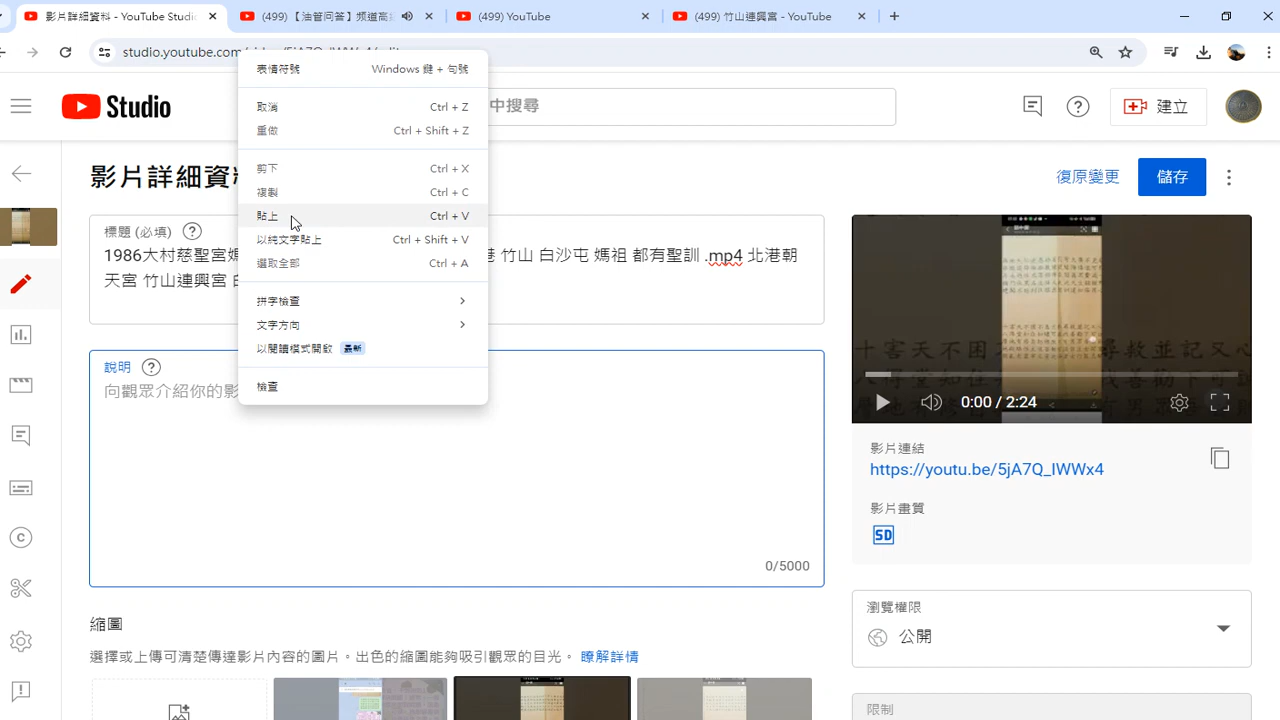 影片詳細資料 - YouTube Studio
(499) 【油管问答】频道高
(499) YouTube
(499) 竹山連興宮 - YouTube
studio.youtube.com
表情符號 Windows 鍵 + 句號
取消 Ctrl + Z
重做 Ctrl + Shift + Z
剪下 Ctrl + X
複製 Ctrl + C
貼上 Ctrl + V
以純文字貼上 Ctrl + Shift + V
選取全部 Ctrl + A
拼字檢查
文字方向
以閱讀模式開啟 最新
檢查
Studio
中搜尋
建立
影片詳細資
復原變更
儲存
標題 (必填)
1986大村慈聖宮媽
竹山 白沙屯 媽祖 都有聖訓 .mp4 北港朝
天宮 竹山連興宮
說明
向觀眾介紹你的影
0/5000
0:00 / 2:24
影片連結
https://youtu.be/5jA7Q_IWWx4
影片畫質
SD
瀏覽權限
公開
限制
縮圖
選擇或上傳可清楚傳達影片內容的圖片。出色的縮圖能夠吸引觀眾的目光。 瞭解詳情